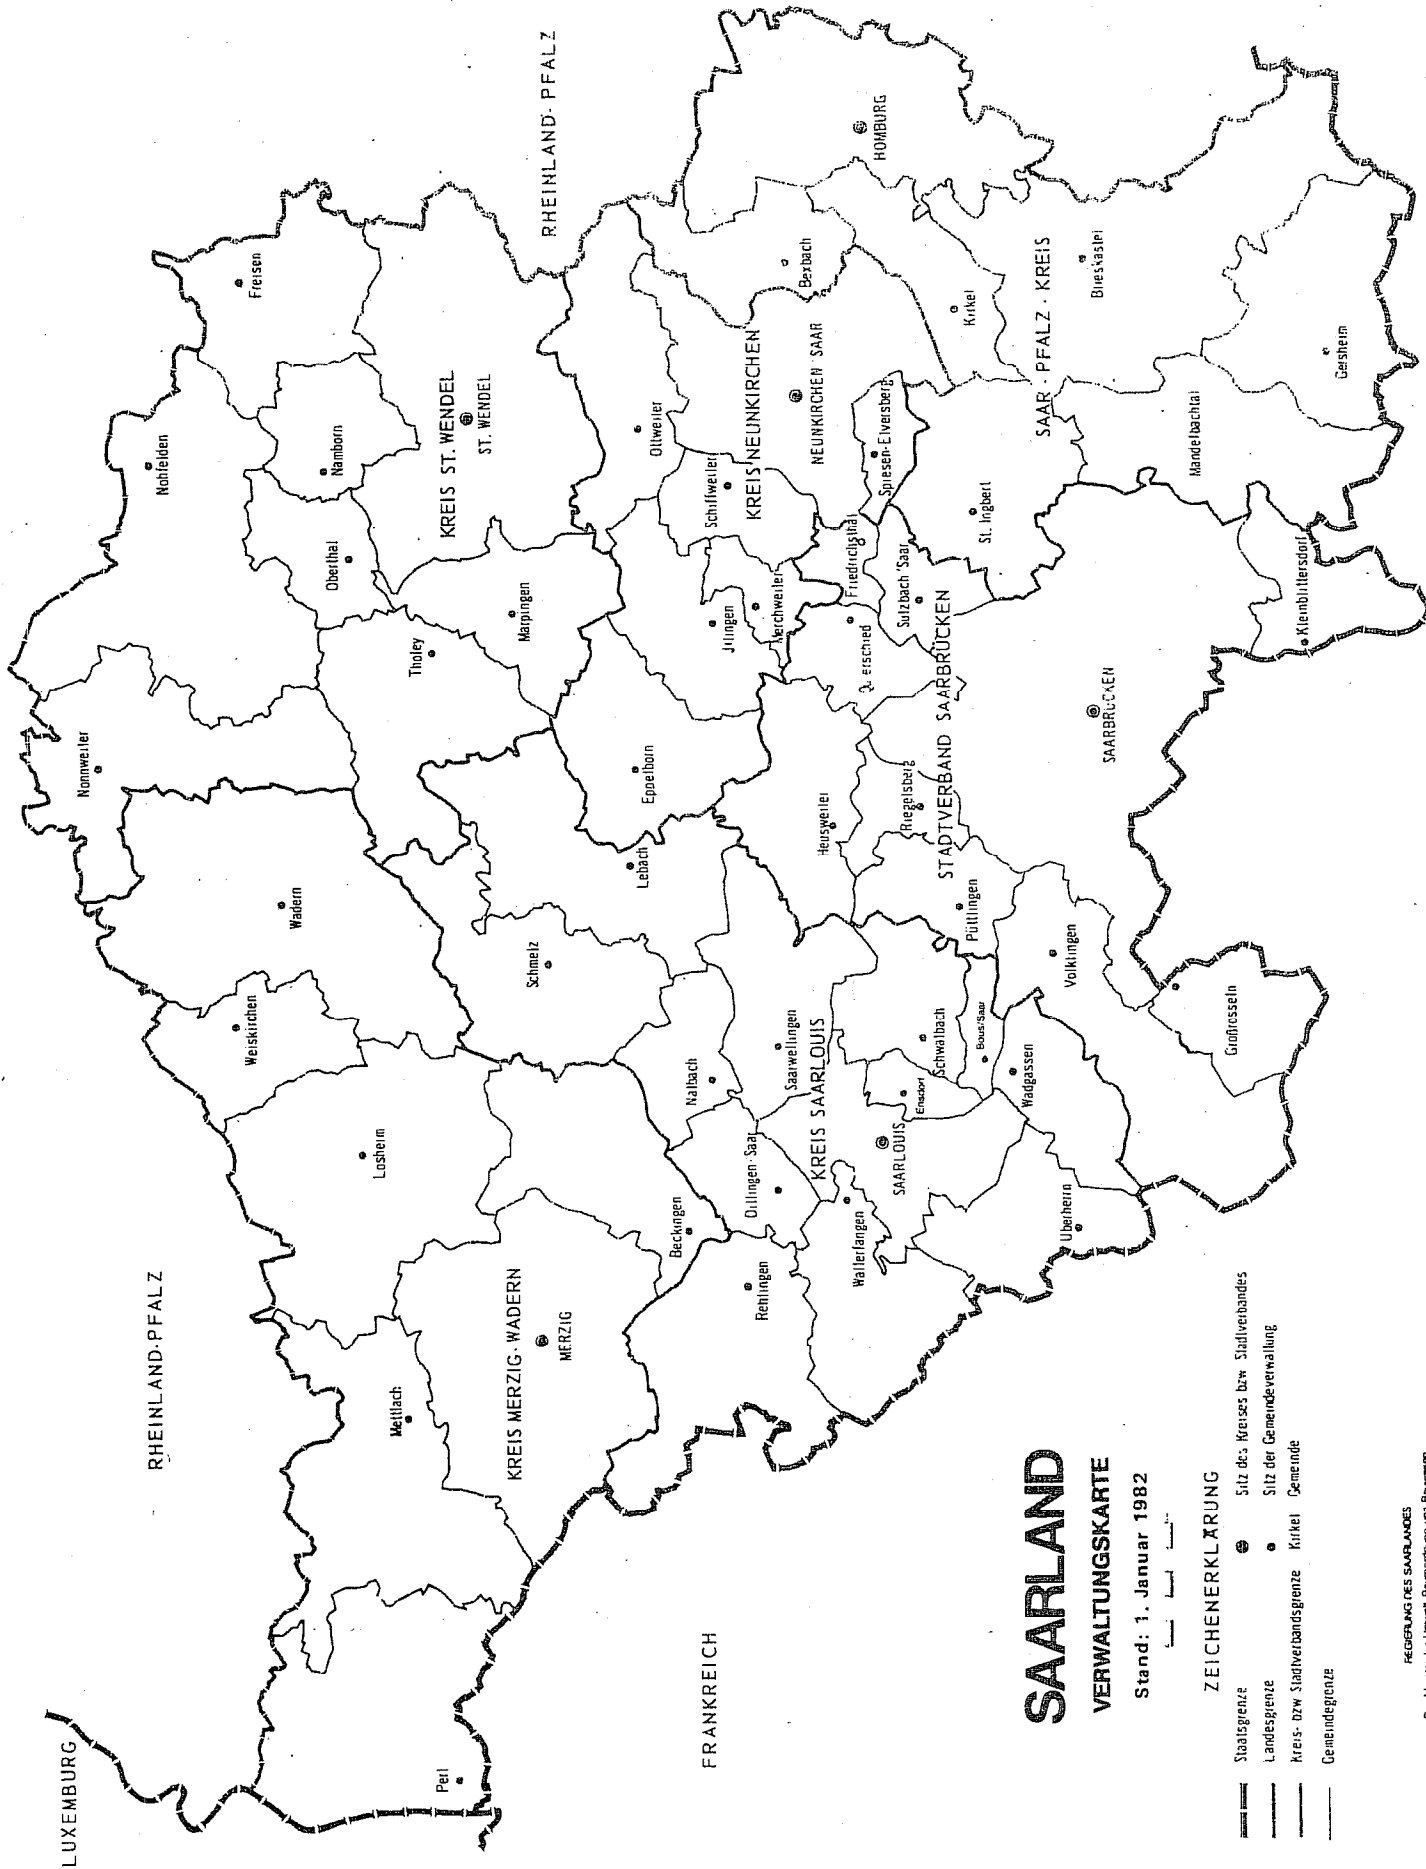 LUXEMBURG
RHEINLAND-PFALZ
RHEINLAND-PFALZ
FRANKREICH
Nonnweiler
Nohfelden
Freisen
Weiskirchen
Wadern
Oberthal
Namborn
Losheim
Tholey
KREIS ST. WENDEL
ST. WENDEL
Perl
Mettlach
KREIS MERZIG-WADERN
MERZIG
Schmelz
Marpingen
Lebach
Eppelborn
Ottweiler
Beckingen
Nalbach
Illingen
Schiffweiler
KREIS NEUNKIRCHEN
Merchweiler
NEUNKIRCHEN SAAR
Bexbach
HOMBURG
Rehlingen
Dillingen-Saar
Saarwellingen
KREIS SAARLOUIS
Heusweiler
Quierschied
Friedrichsthal
Spiesen-Elversberg
Wallerfangen
SAARLOUIS
Ensdorf
Schwalbach
Riegelsberg
Sulzbach/Saar
STADTVERBAND SAARBRÜCKEN
Püttlingen
St. Ingbert
Kirkel
Bous/Saar
Wadgassen
Überherrn
Völklingen
SAARBRÜCKEN
SAAR-PFALZ-KREIS
Blieskastel
Mandelbachtal
Großrosseln
Kleinblittersdorf
Gersheim
SAARLAND
VERWALTUNGSKARTE
Stand: 1. Januar 1982
ZEICHENERKLÄRUNG
Staatsgrenze
Landesgrenze
Kreis- bzw Stadtverbandsgrenze
Gemeindegrenze
Sitz des Kreises bzw Stadtverbandes
Sitz der Gemeindeverwaltung
Kirkel Gemeinde
REGIERUNG DES SAARLANDES